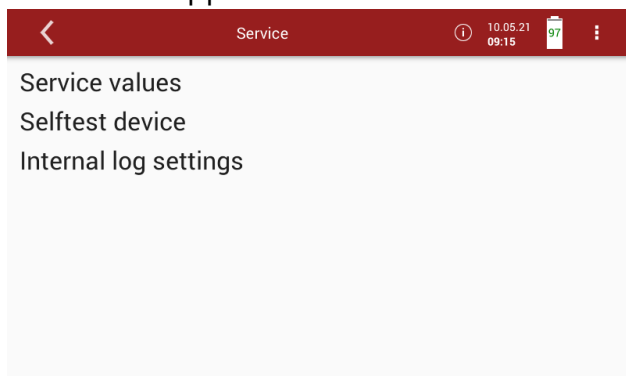 Service
10.05.21
09:15
97
Service values
Selftest device
Internal log settings